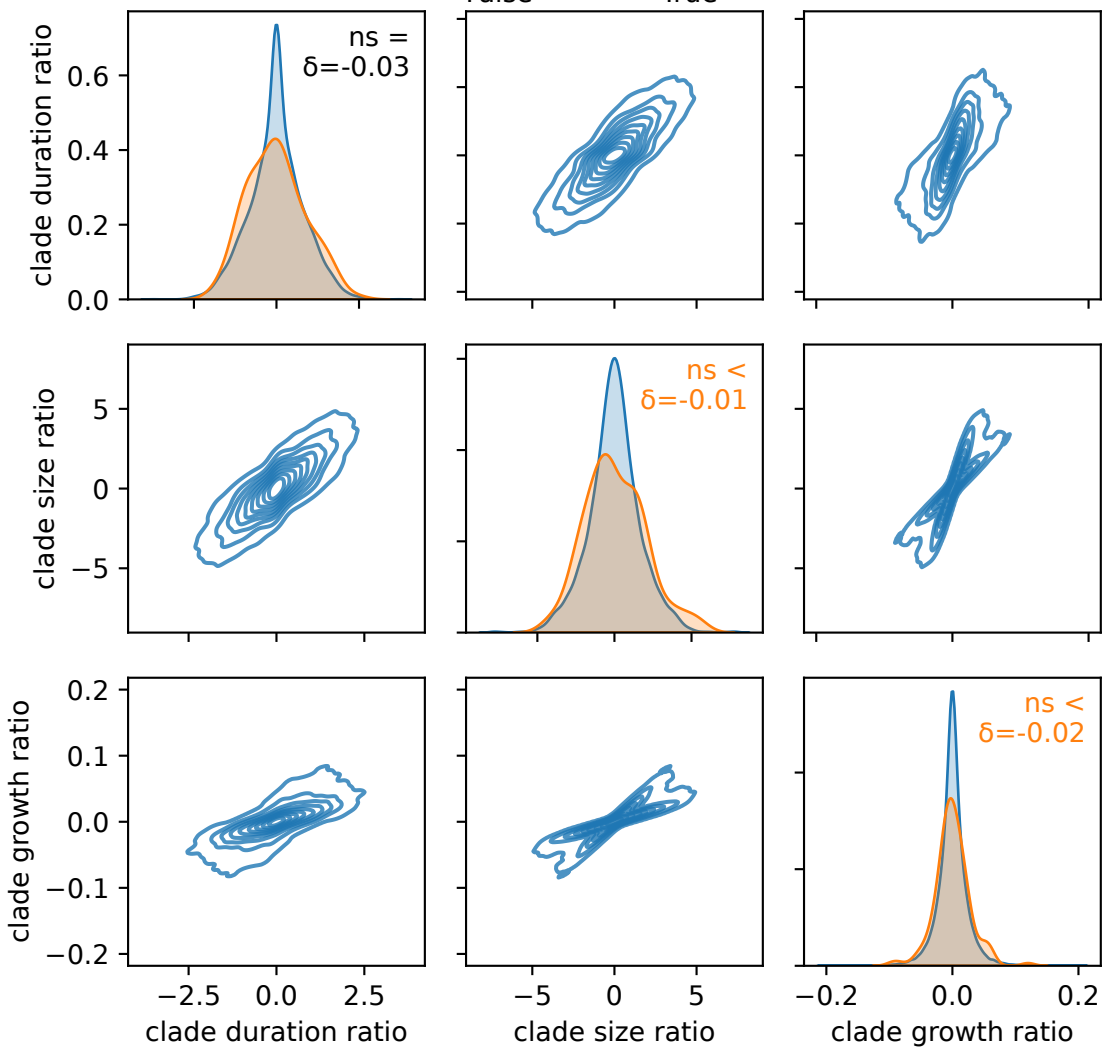 clade duration ratio
0.6
0.4
0.2
0.0
ns =
δ=-0.03
clade size ratio
5
0
−5
ns <
δ=-0.01
clade growth ratio
0.2
0.1
0.0
−0.1
−0.2
ns <
δ=-0.02
−2.5 0.0 2.5
−5 0 5
−0.2 0.0 0.2
clade duration ratio
clade size ratio
clade growth ratio